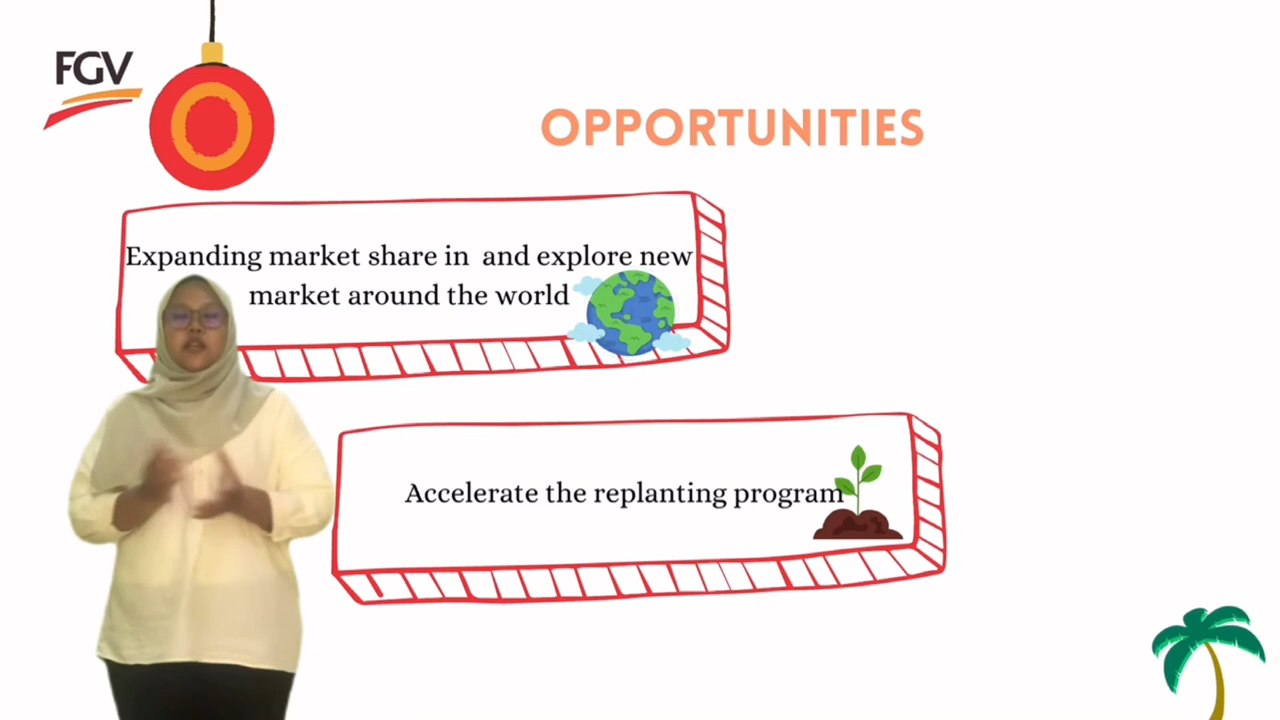 FGV
O
OPPORTUNITIES
Expanding market share in and explore new
market around the world
Accelerate the replanting program